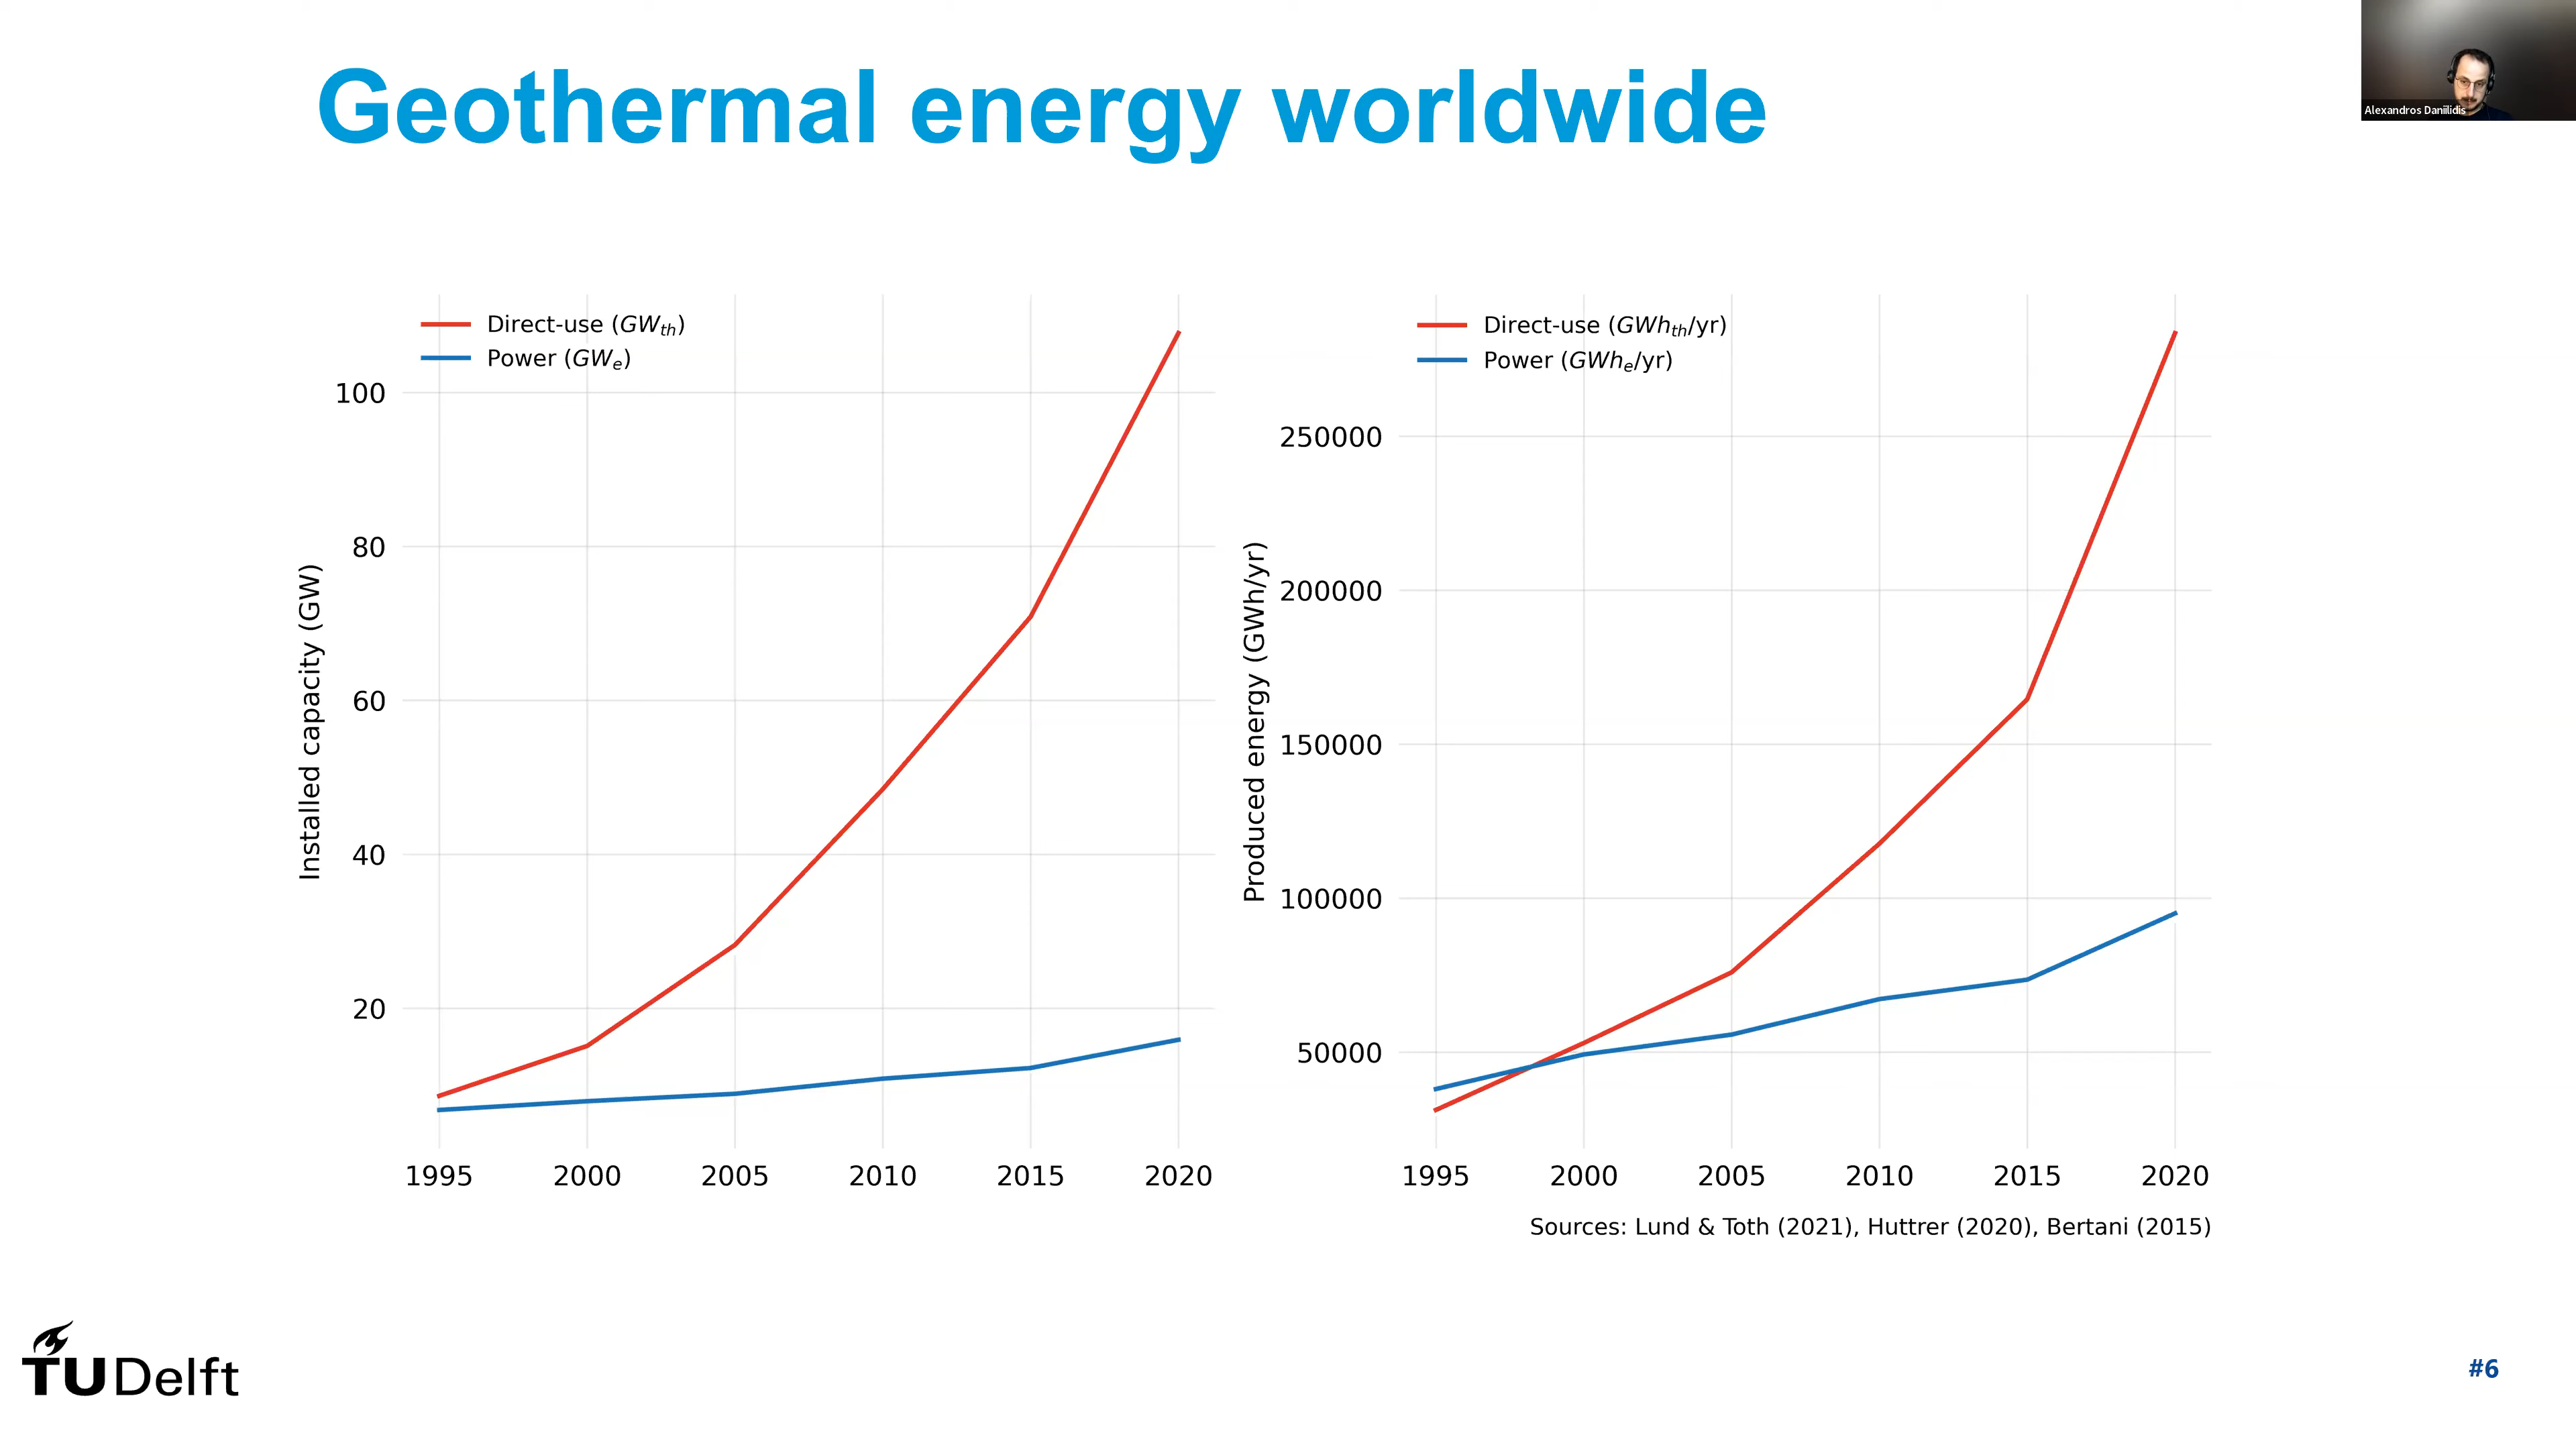 Geothermal energy worldwide
Alexandros Daniilidis
Direct-use (GWth)
Power (GWe)
Installed capacity (GW)
100
80
60
40
20
1995 2000 2005 2010 2015 2020
Direct-use (GWhth/yr)
Power (GWhe/yr)
Produced energy (GWh/yr)
250000
200000
150000
100000
50000
1995 2000 2005 2010 2015 2020
Sources: Lund & Toth (2021), Huttrer (2020), Bertani (2015)
TUDelft
#6